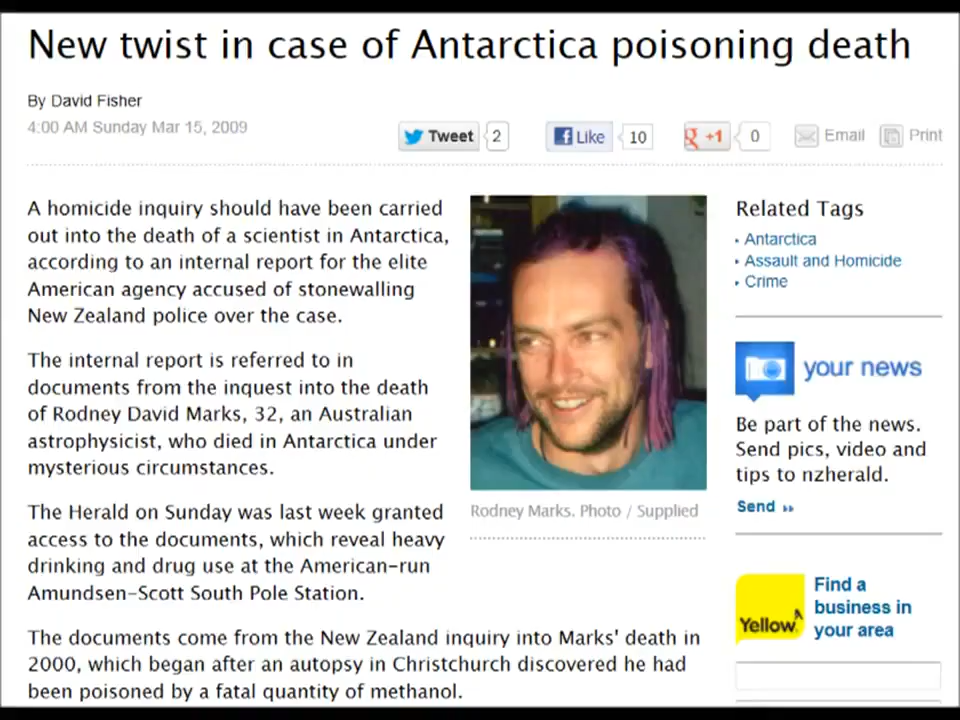 New twist in case of Antarctica poisoning death
By David Fisher
4:00 AM Sunday Mar 15, 2009
Tweet 2
Like 10
+1 0
Email
Print
A homicide inquiry should have been carried
out into the death of a scientist in Antarctica,
according to an internal report for the elite
American agency accused of stonewalling
New Zealand police over the case.
The internal report is referred to in
documents from the inquest into the death
of Rodney David Marks, 32, an Australian
astrophysicist, who died in Antarctica under
mysterious circumstances.
The Herald on Sunday was last week granted
access to the documents, which reveal heavy
drinking and drug use at the American-run
Amundsen-Scott South Pole Station.
The documents come from the New Zealand inquiry into Marks' death in
2000, which began after an autopsy in Christchurch discovered he had
been poisoned by a fatal quantity of methanol.
Rodney Marks. Photo / Supplied
Related Tags
Antarctica
Assault and Homicide
Crime
your news
Be part of the news.
Send pics, video and
tips to nzherald.
Send
Yellow
Find a
business in
your area